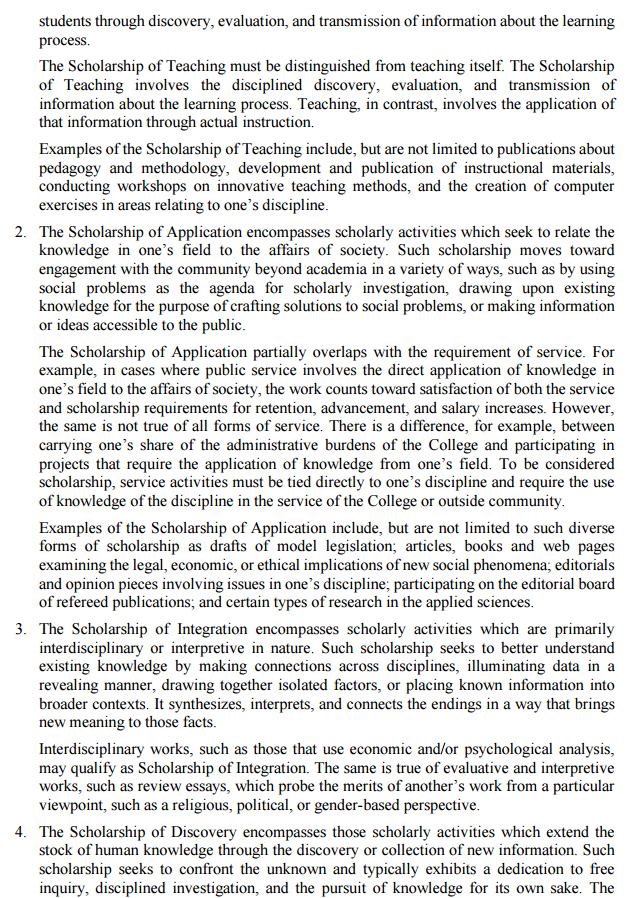 students through discovery, evaluation, and transmission of information about the learning
process.
The Scholarship of Teaching must be distinguished from teaching itself. The Scholarship
of Teaching involves the disciplined discovery, evaluation, and transmission of
information about the learning process. Teaching, in contrast, involves the application of
that information through actual instruction.
Examples of the Scholarship of Teaching include, but are not limited to publications about
pedagogy and methodology, development and publication of instructional materials,
conducting workshops on innovative teaching methods, and the creation of computer
exercises in areas relating to one’s discipline.
2. The Scholarship of Application encompasses scholarly activities which seek to relate the
knowledge in one’s field to the affairs of society. Such scholarship moves toward
engagement with the community beyond academia in a variety of ways, such as by using
social problems as the agenda for scholarly investigation, drawing upon existing
knowledge for the purpose of crafting solutions to social problems, or making information
or ideas accessible to the public.
The Scholarship of Application partially overlaps with the requirement of service. For
example, in cases where public service involves the direct application of knowledge in
one’s field to the affairs of society, the work counts toward satisfaction of both the service
and scholarship requirements for retention, advancement, and salary increases. However,
the same is not true of all forms of service. There is a difference, for example, between
carrying one’s share of the administrative burdens of the College and participating in
projects that require the application of knowledge from one’s field. To be considered
scholarship, service activities must be tied directly to one’s discipline and require the use
of knowledge of the discipline in the service of the College or outside community.
Examples of the Scholarship of Application include, but are not limited to such diverse
forms of scholarship as drafts of model legislation; articles, books and web pages
examining the legal, economic, or ethical implications of new social phenomena; editorials
and opinion pieces involving issues in one’s discipline; participating on the editorial board
of refereed publications; and certain types of research in the applied sciences.
3. The Scholarship of Integration encompasses scholarly activities which are primarily
interdisciplinary or interpretive in nature. Such scholarship seeks to better understand
existing knowledge by making connections across disciplines, illuminating data in a
revealing manner, drawing together isolated factors, or placing known information into
broader contexts. It synthesizes, interprets, and connects the endings in a way that brings
new meaning to those facts.
Interdisciplinary works, such as those that use economic and/or psychological analysis,
may qualify as Scholarship of Integration. The same is true of evaluative and interpretive
works, such as review essays, which probe the merits of another’s work from a particular
viewpoint, such as a religious, political, or gender-based perspective.
4. The Scholarship of Discovery encompasses those scholarly activities which extend the
stock of human knowledge through the discovery or collection of new information. Such
scholarship seeks to confront the unknown and typically exhibits a dedication to free
inquiry, disciplined investigation, and the pursuit of knowledge for its own sake. The